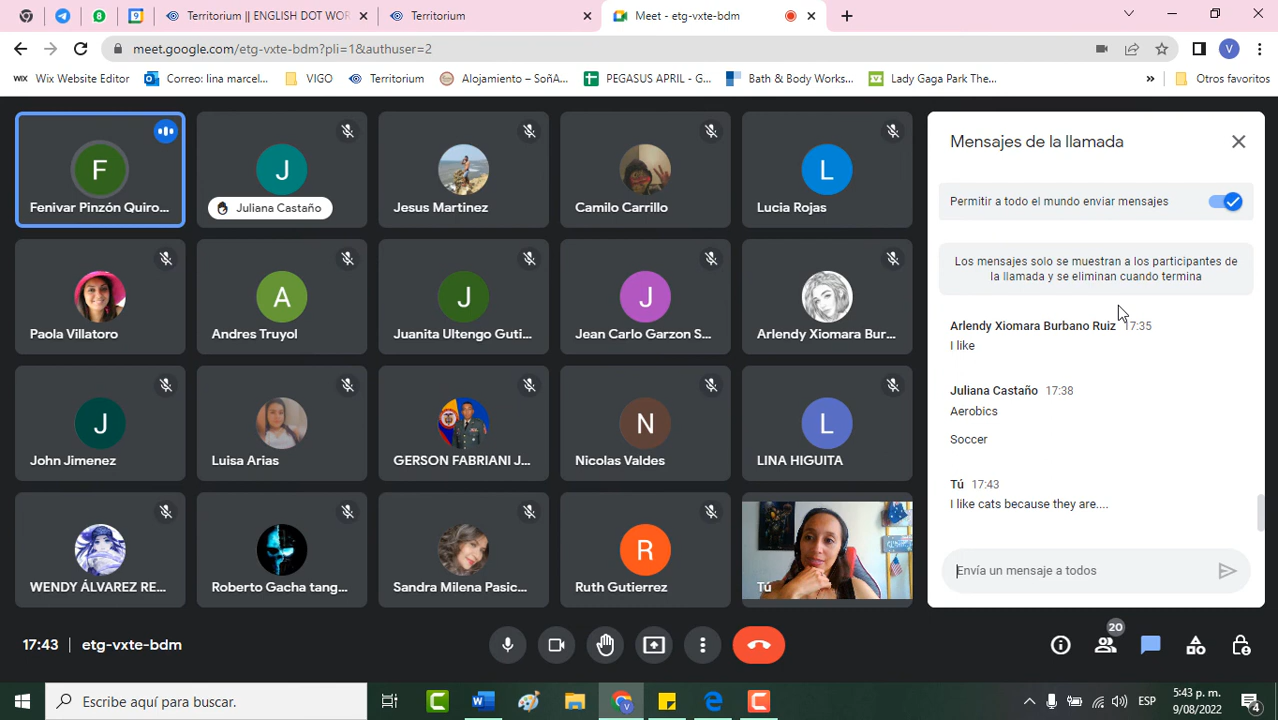 Territorium || ENGLISH DOT WOR
Territorium
Meet - etg-vxte-bdm
meet.google.com/etg-vxte-bdm?pli=1&authuser=2
V
Wix Website Editor
Correo: lina marcel...
VIGO
Territorium
Alojamiento – SoñA...
PEGASUS APRIL - G...
Bath & Body Works...
Lady Gaga Park The...
»
Otros favoritos
F
Fenivar Pinzón Quiro...
J
Juliana Castaño
Jesus Martinez
Camilo Carrillo
L
Lucia Rojas
Paola Villatoro
A
Andres Truyol
J
Juanita Ultengo Guti...
J
Jean Carlo Garzon S...
Arlendy Xiomara Bur...
J
John Jimenez
Luisa Arias
GERSON FABRIANI J...
N
Nicolas Valdes
L
LINA HIGUITA
WENDY ÁLVAREZ RE...
Roberto Gacha tang...
Sandra Milena Pasic...
R
Ruth Gutierrez
Tú
Mensajes de la llamada
Permitir a todo el mundo enviar mensajes
Los mensajes solo se muestran a los participantes de
la llamada y se eliminan cuando termina
Arlendy Xiomara Burbano Ruiz 17:35
I like
Juliana Castaño 17:38
Aerobics
Soccer
Tú 17:43
I like cats because they are....
Envía un mensaje a todos
17:43 etg-vxte-bdm
20
Escribe aquí para buscar.
ESP
5:43 p. m.
9/08/2022
4